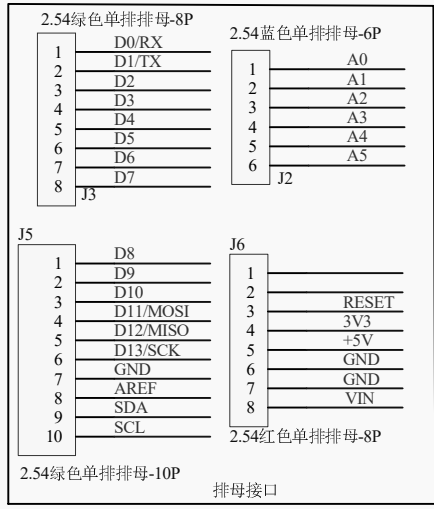 2.54绿色单排排母-8P
1 D0/RX
2 D1/TX
3 D2
4 D3
5 D4
6 D5
7 D6
8 D7
J3
2.54蓝色单排排母-6P
1 A0
2 A1
3 A2
4 A3
5 A4
6 A5
J2
J5
1 D8
2 D9
3 D10
4 D11/MOSI
5 D12/MISO
6 D13/SCK
7 GND
8 AREF
9 SDA
10 SCL
2.54绿色单排排母-10P
J6
1
2
3 RESET
4 3V3
5 +5V
6 GND
7 GND
8 VIN
2.54红色单排排母-8P
排母接口